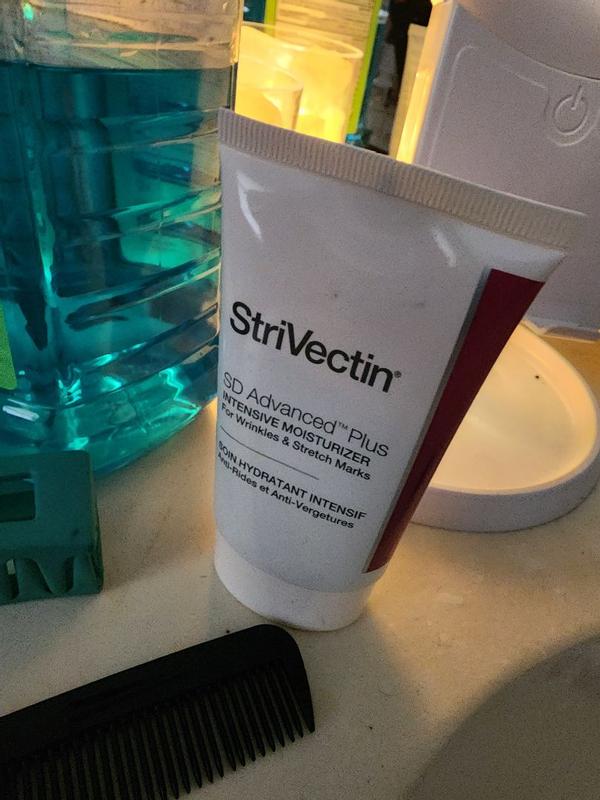 StriVectin®
SD Advanced™ Plus
INTENSIVE MOISTURIZER
For Wrinkles & Stretch Marks
SOIN HYDRATANT INTENSIF
Anti-Rides et Anti-Vergetures